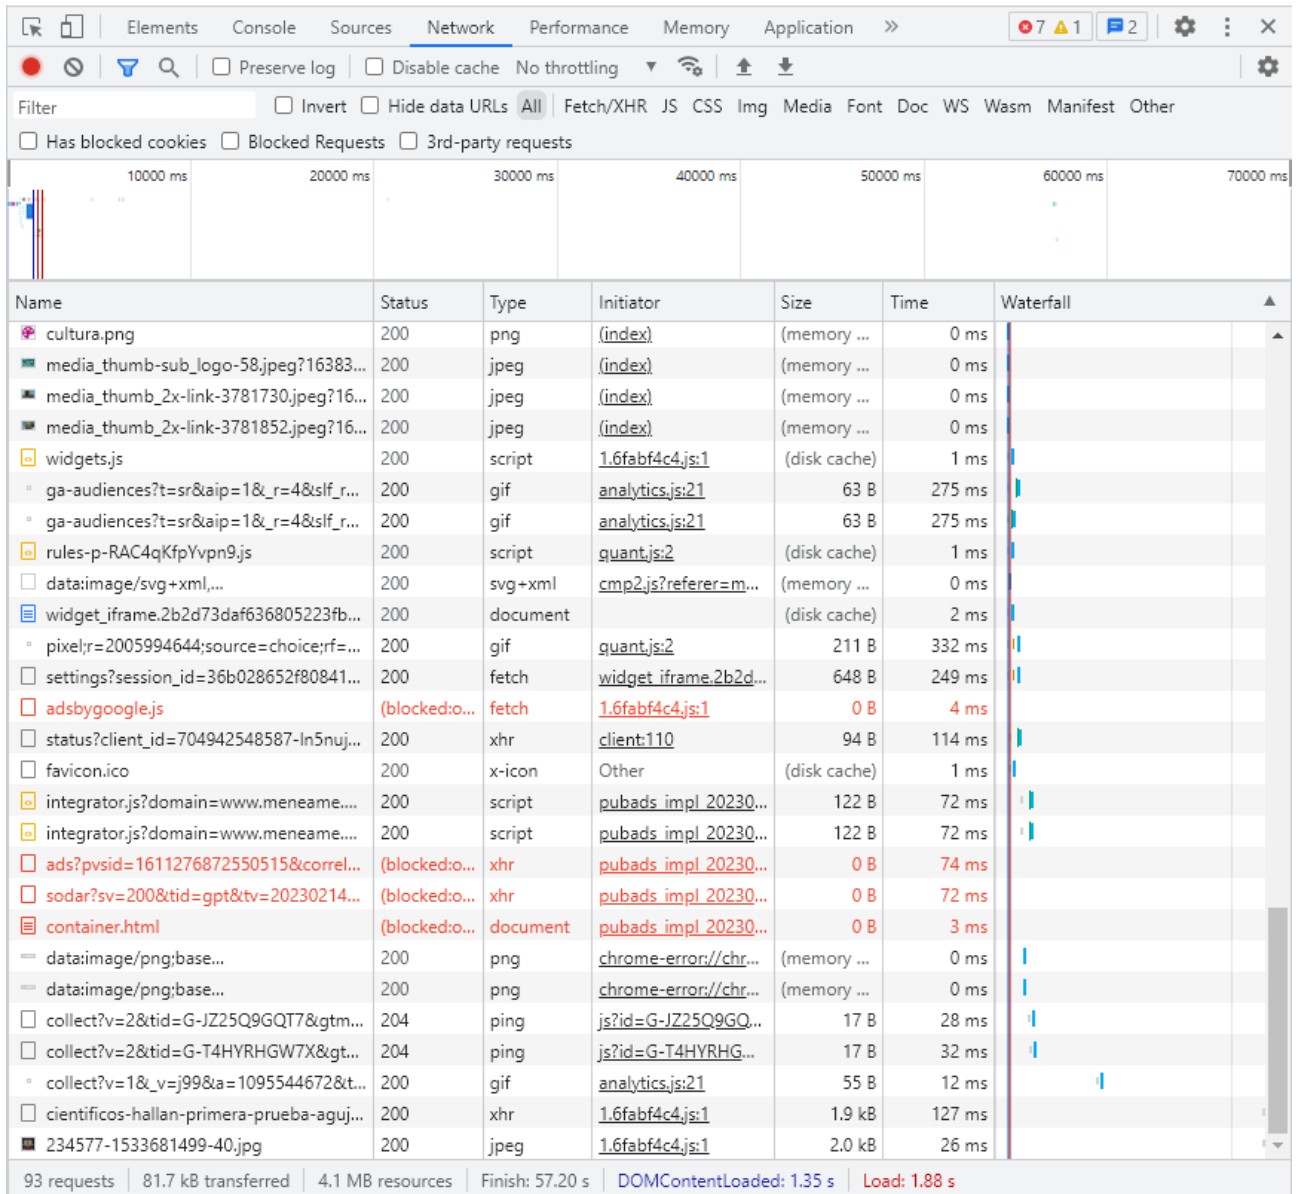 Elements Console Sources Network Performance Memory Application » 7 1 2
Preserve log Disable cache No throttling
Filter Invert Hide data URLs All Fetch/XHR JS CSS Img Media Font Doc WS Wasm Manifest Other
Has blocked cookies Blocked Requests 3rd-party requests
10000 ms 20000 ms 30000 ms 40000 ms 50000 ms 60000 ms 70000 ms
Name Status Type Initiator Size Time Waterfall
cultura.png 200 png (index) (memory ... 0 ms
media_thumb-sub_logo-58.jpeg?16383... 200 jpeg (index) (memory ... 0 ms
media_thumb_2x-link-3781730.jpeg?16... 200 jpeg (index) (memory ... 0 ms
media_thumb_2x-link-3781852.jpeg?16... 200 jpeg (index) (memory ... 0 ms
widgets.js 200 script 1.6fabf4c4.js:1 (disk cache) 1 ms
ga-audiences?t=sr&aip=1&_r=4&slf_r... 200 gif analytics.js:21 63 B 275 ms
ga-audiences?t=sr&aip=1&_r=4&slf_r... 200 gif analytics.js:21 63 B 275 ms
rules-p-RAC4qKfpYvpn9.js 200 script quant.js:2 (disk cache) 1 ms
data:image/svg+xml,... 200 svg+xml cmp2.js?referer=m... (memory ... 0 ms
widget_iframe.2b2d73daf636805223fb... 200 document (disk cache) 2 ms
pixel;r=2005994644;source=choice;rf=... 200 gif quant.js:2 211 B 332 ms
settings?session_id=36b028652f80841... 200 fetch widget_iframe.2b2d... 648 B 249 ms
adsbygoogle.js (blocked:o... fetch 1.6fabf4c4.js:1 0 B 4 ms
status?client_id=704942548587-ln5nuj... 200 xhr client:110 94 B 114 ms
favicon.ico 200 x-icon Other (disk cache) 1 ms
integrator.js?domain=www.meneame.... 200 script pubads_impl_20230... 122 B 72 ms
integrator.js?domain=www.meneame.... 200 script pubads_impl_20230... 122 B 72 ms
ads?pvsid=1611276872550515&correl... (blocked:o... xhr pubads_impl_20230... 0 B 74 ms
sodar?sv=200&tid=gpt&tv=20230214... (blocked:o... xhr pubads_impl_20230... 0 B 72 ms
container.html (blocked:o... document pubads_impl_20230... 0 B 3 ms
data:image/png;base... 200 png chrome-error://chr... (memory ... 0 ms
data:image/png;base... 200 png chrome-error://chr... (memory ... 0 ms
collect?v=2&tid=G-JZ25Q9GQT7&gtm... 204 ping js?id=G-JZ25Q9GQ... 17 B 28 ms
collect?v=2&tid=G-T4HYRHGW7X&gt... 204 ping js?id=G-T4HYRHG... 17 B 32 ms
collect?v=1&_v=j99&a=1095544672&t... 200 gif analytics.js:21 55 B 12 ms
cientificos-hallan-primera-prueba-aguj... 200 xhr 1.6fabf4c4.js:1 1.9 kB 127 ms
234577-1533681499-40.jpg 200 jpeg 1.6fabf4c4.js:1 2.0 kB 26 ms
93 requests 81.7 kB transferred 4.1 MB resources Finish: 57.20 s DOMContentLoaded: 1.35 s Load: 1.88 s